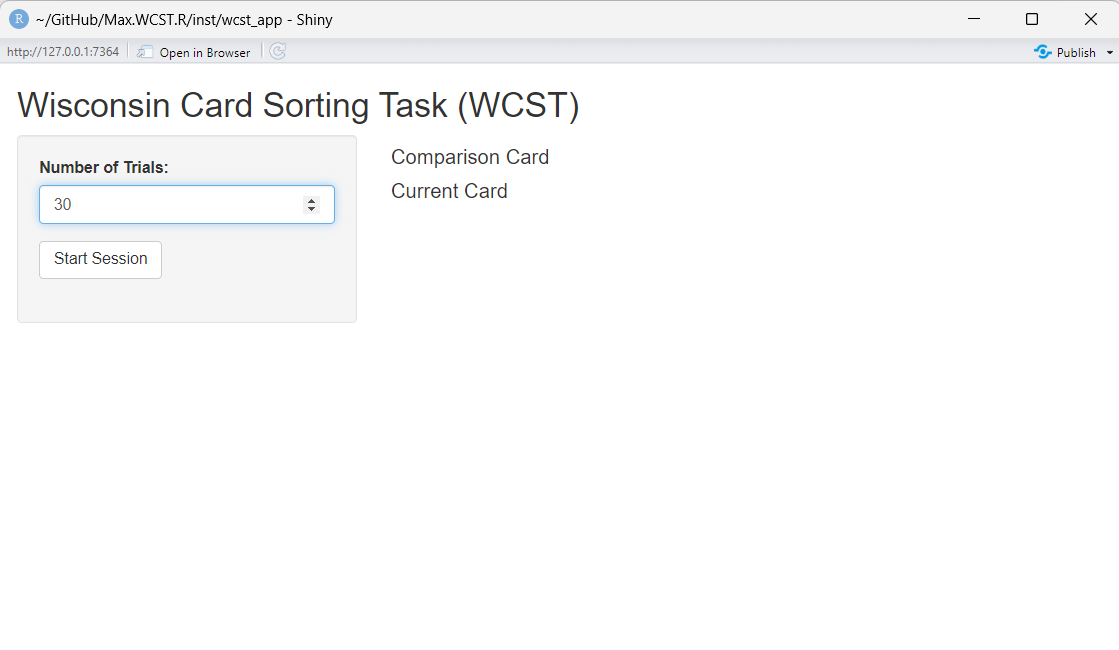 R ~/GitHub/Max.WCST.R/inst/wcst_app - Shiny
http://127.0.0.1:7364 Open in Browser Publish
Wisconsin Card Sorting Task (WCST)
Number of Trials:
30
Start Session
Comparison Card
Current Card